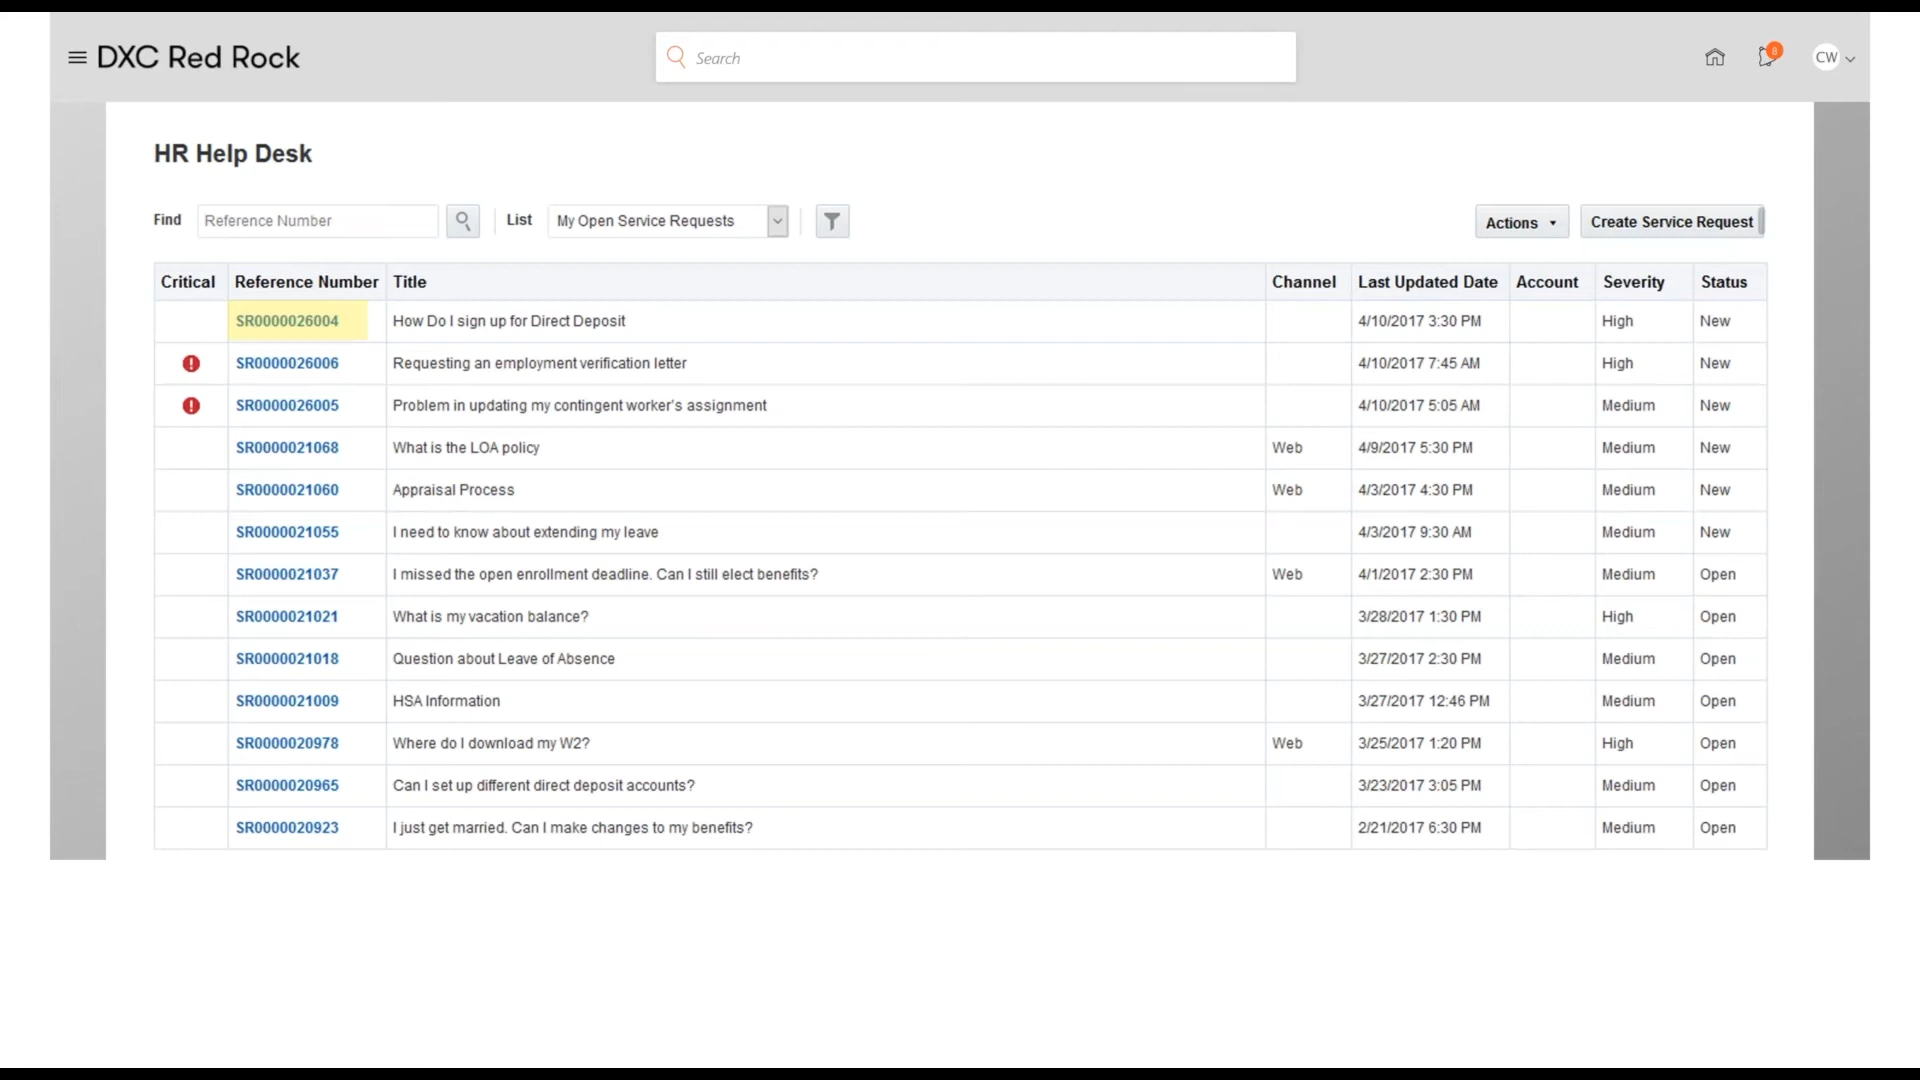 DXC Red Rock
Search
8
CW
HR Help Desk
Find Reference Number List My Open Service Requests Actions Create Service Request
Critical Reference Number Title Channel Last Updated Date Account Severity Status
SR0000026004 How Do I sign up for Direct Deposit 4/10/2017 3:30 PM High New
SR0000026006 Requesting an employment verification letter 4/10/2017 7:45 AM High New
SR0000026005 Problem in updating my contingent worker's assignment 4/10/2017 5:05 AM Medium New
SR0000021068 What is the LOA policy Web 4/9/2017 5:30 PM Medium New
SR0000021060 Appraisal Process Web 4/3/2017 4:30 PM Medium New
SR0000021055 I need to know about extending my leave 4/3/2017 9:30 AM Medium New
SR0000021037 I missed the open enrollment deadline. Can I still elect benefits? Web 4/1/2017 2:30 PM Medium Open
SR0000021021 What is my vacation balance? 3/28/2017 1:30 PM High Open
SR0000021018 Question about Leave of Absence 3/27/2017 2:30 PM Medium Open
SR0000021009 HSA Information 3/27/2017 12:46 PM Medium Open
SR0000020978 Where do I download my W2? Web 3/25/2017 1:20 PM High Open
SR0000020965 Can I set up different direct deposit accounts? 3/23/2017 3:05 PM Medium Open
SR0000020923 I just get married. Can I make changes to my benefits? 2/21/2017 6:30 PM Medium Open